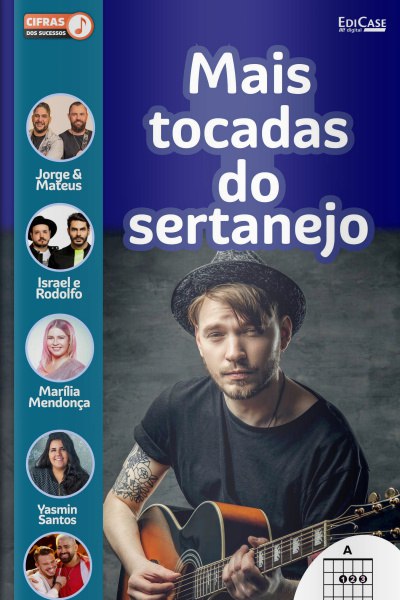 CIFRAS
DOS SUCESSOS
EDICASE
digital
Mais
tocadas
do
sertanejo
Jorge &
Mateus
Israel e
Rodolfo
Marília
Mendonça
Yasmin
Santos
A
1 2 3